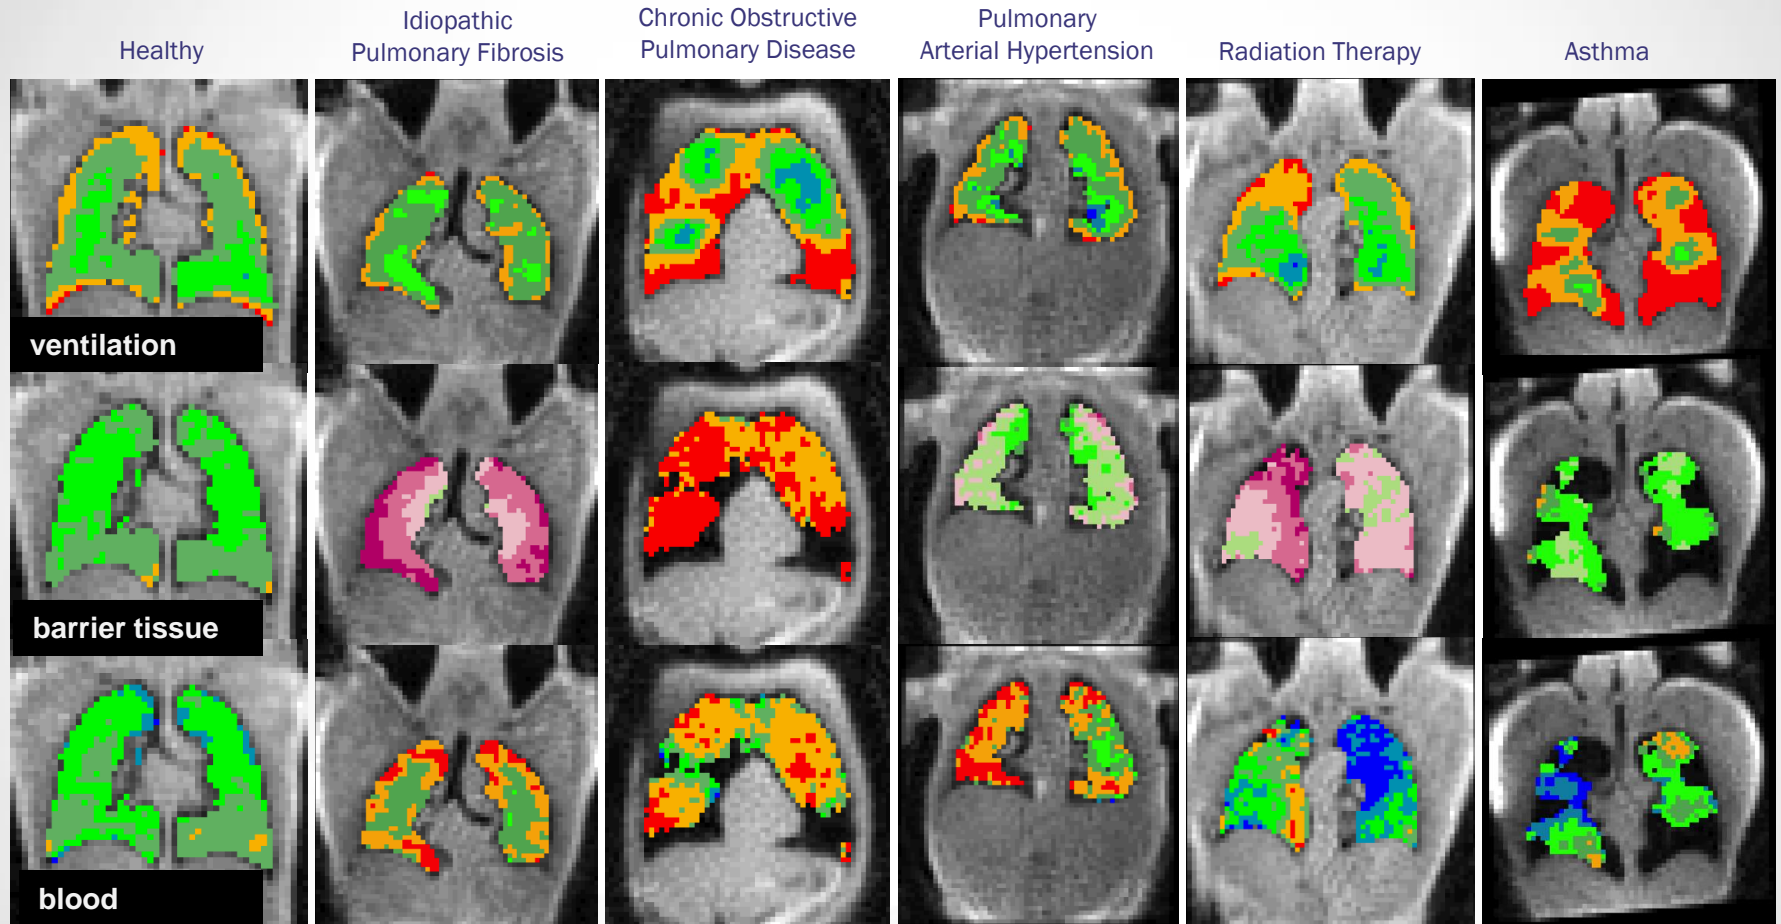 Healthy
Idiopathic
Pulmonary Fibrosis
Chronic Obstructive
Pulmonary Disease
Pulmonary
Arterial Hypertension
Radiation Therapy
Asthma
ventilation
barrier tissue
blood